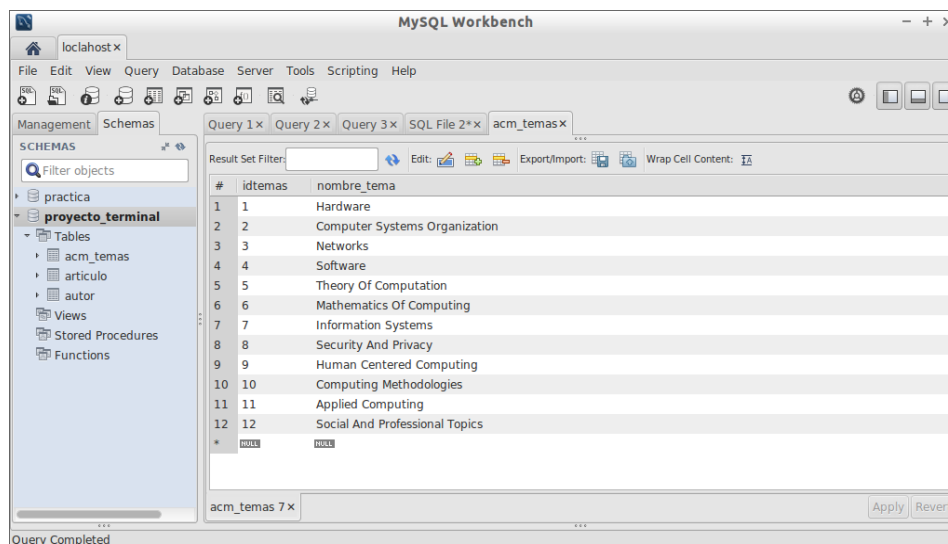 MySQL Workbench
loclahost
File Edit View Query Database Server Tools Scripting Help
Management Schemas
Query 1 Query 2 Query 3 SQL File 2* acm_temas
SCHEMAS
Filter objects
practica
proyecto_terminal
Tables
acm_temas
articulo
autor
Views
Stored Procedures
Functions
Result Set Filter: Edit: Export/Import: Wrap Cell Content:
# idtemas nombre_tema
1 1 Hardware
2 2 Computer Systems Organization
3 3 Networks
4 4 Software
5 5 Theory Of Computation
6 6 Mathematics Of Computing
7 7 Information Systems
8 8 Security And Privacy
9 9 Human Centered Computing
10 10 Computing Methodologies
11 11 Applied Computing
12 12 Social And Professional Topics
* NULL NULL
acm_temas 7
Apply Rever
Query Completed